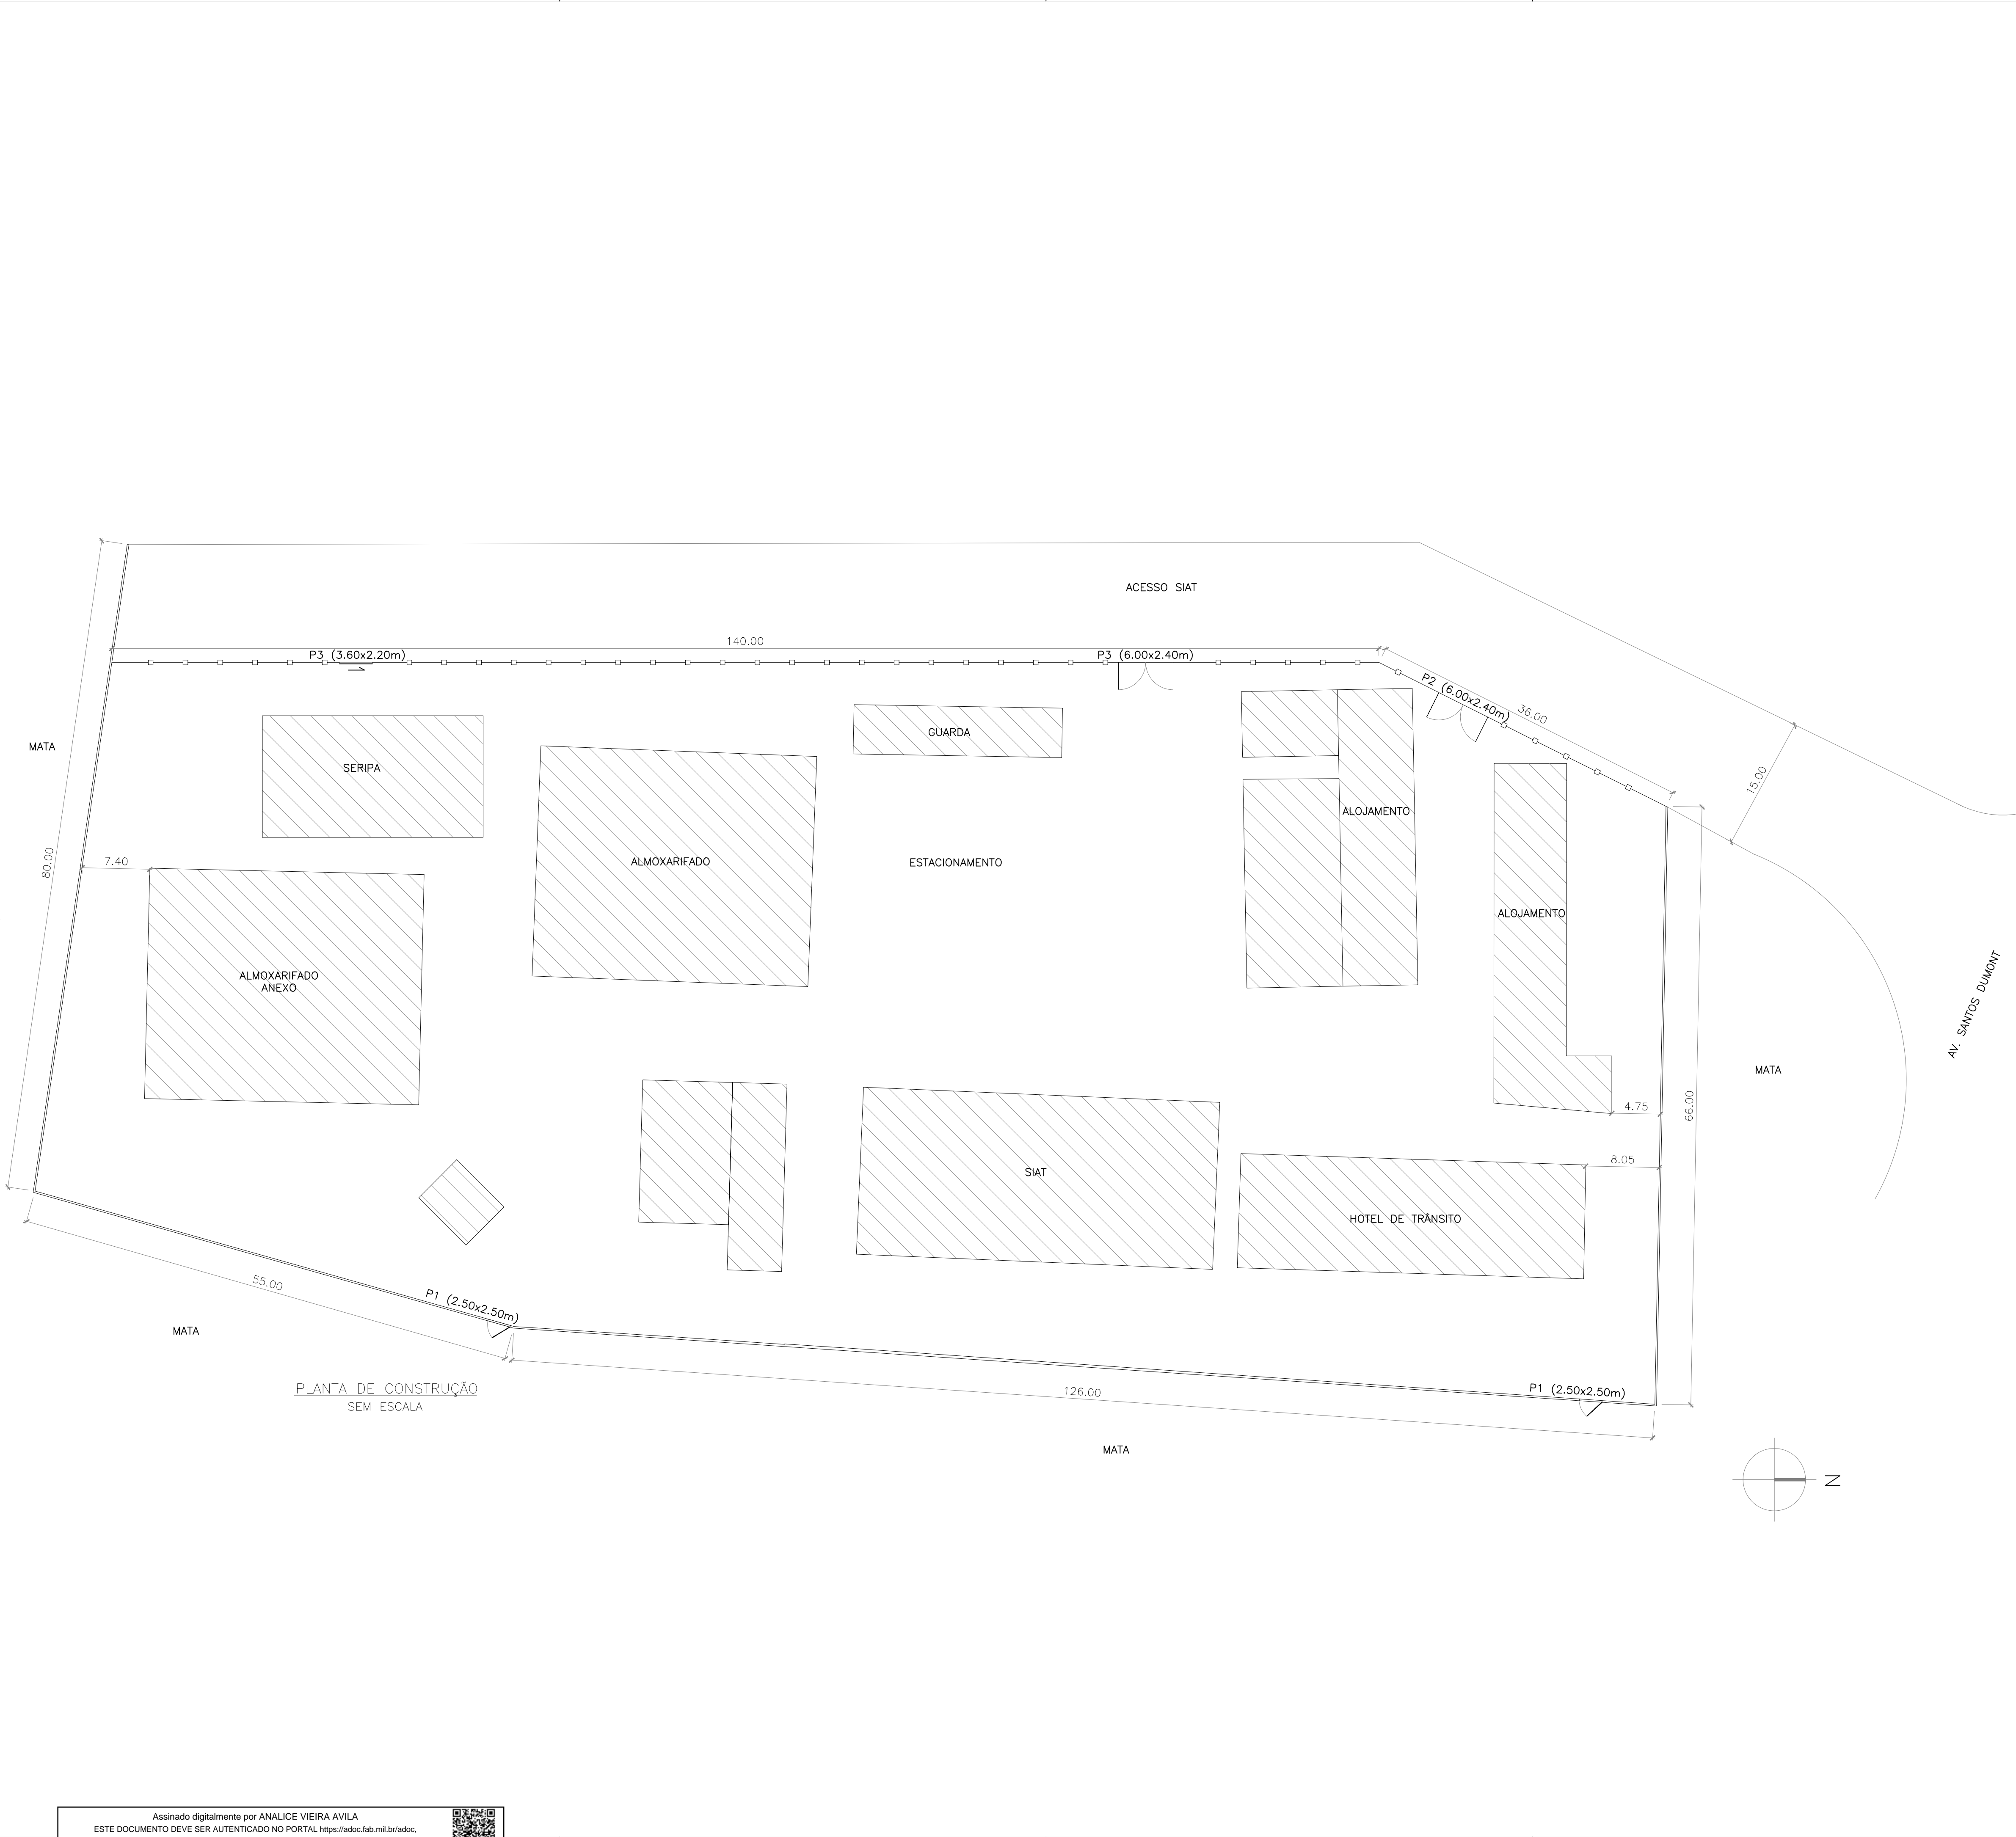 ACESSO SIAT
140.00
P3 (3.60x2.20m)
P3 (6.00x2.40m)
P2 (6.00x2.40m)
36.00
MATA
SERIPA
GUARDA
15.00
ALOJAMENTO
80.00
7.40
ALMOXARIFADO
ESTACIONAMENTO
ALOJAMENTO
ALMOXARIFADO
ANEXO
AV. SANTOS DUMONT
MATA
66.00
4.75
8.05
SIAT
HOTEL DE TRÂNSITO
55.00
P1 (2.50x2.50m)
MATA
PLANTA DE CONSTRUÇÃO
SEM ESCALA
126.00
P1 (2.50x2.50m)
MATA
N
Assinado digitalmente por ANALICE VIEIRA AVILA
ESTE DOCUMENTO DEVE SER AUTENTICADO NO PORTAL https://adoc.fab.mil.br/adoc,